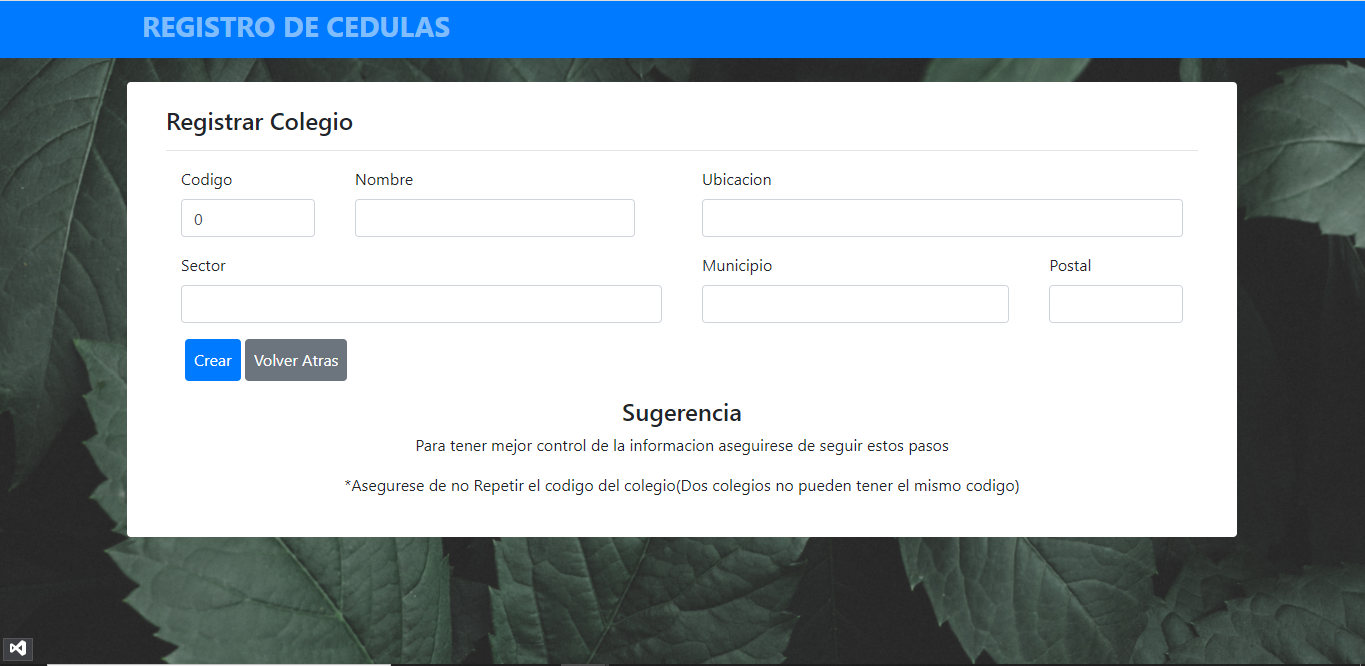 REGISTRO DE CEDULAS
Registrar Colegio
Codigo Nombre Ubicacion
0
Sector Municipio Postal
Crear Volver Atras
Sugerencia
Para tener mejor control de la informacion aseguirese de seguir estos pasos
*Asegurese de no Repetir el codigo del colegio(Dos colegios no pueden tener el mismo codigo)